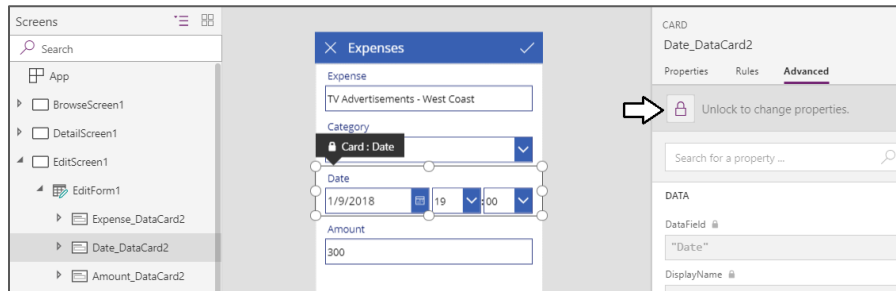 Screens
Search
App
BrowseScreen1
DetailScreen1
EditScreen1
EditForm1
Expense_DataCard2
Date_DataCard2
Amount_DataCard2
Expenses
Expense
TV Advertisements - West Coast
Category
Card : Date
Date
1/9/2018 19 : 00
Amount
300
CARD
Date_DataCard2
Properties Rules Advanced
Unlock to change properties.
Search for a property ...
DATA
DataField
"Date"
DisplayName